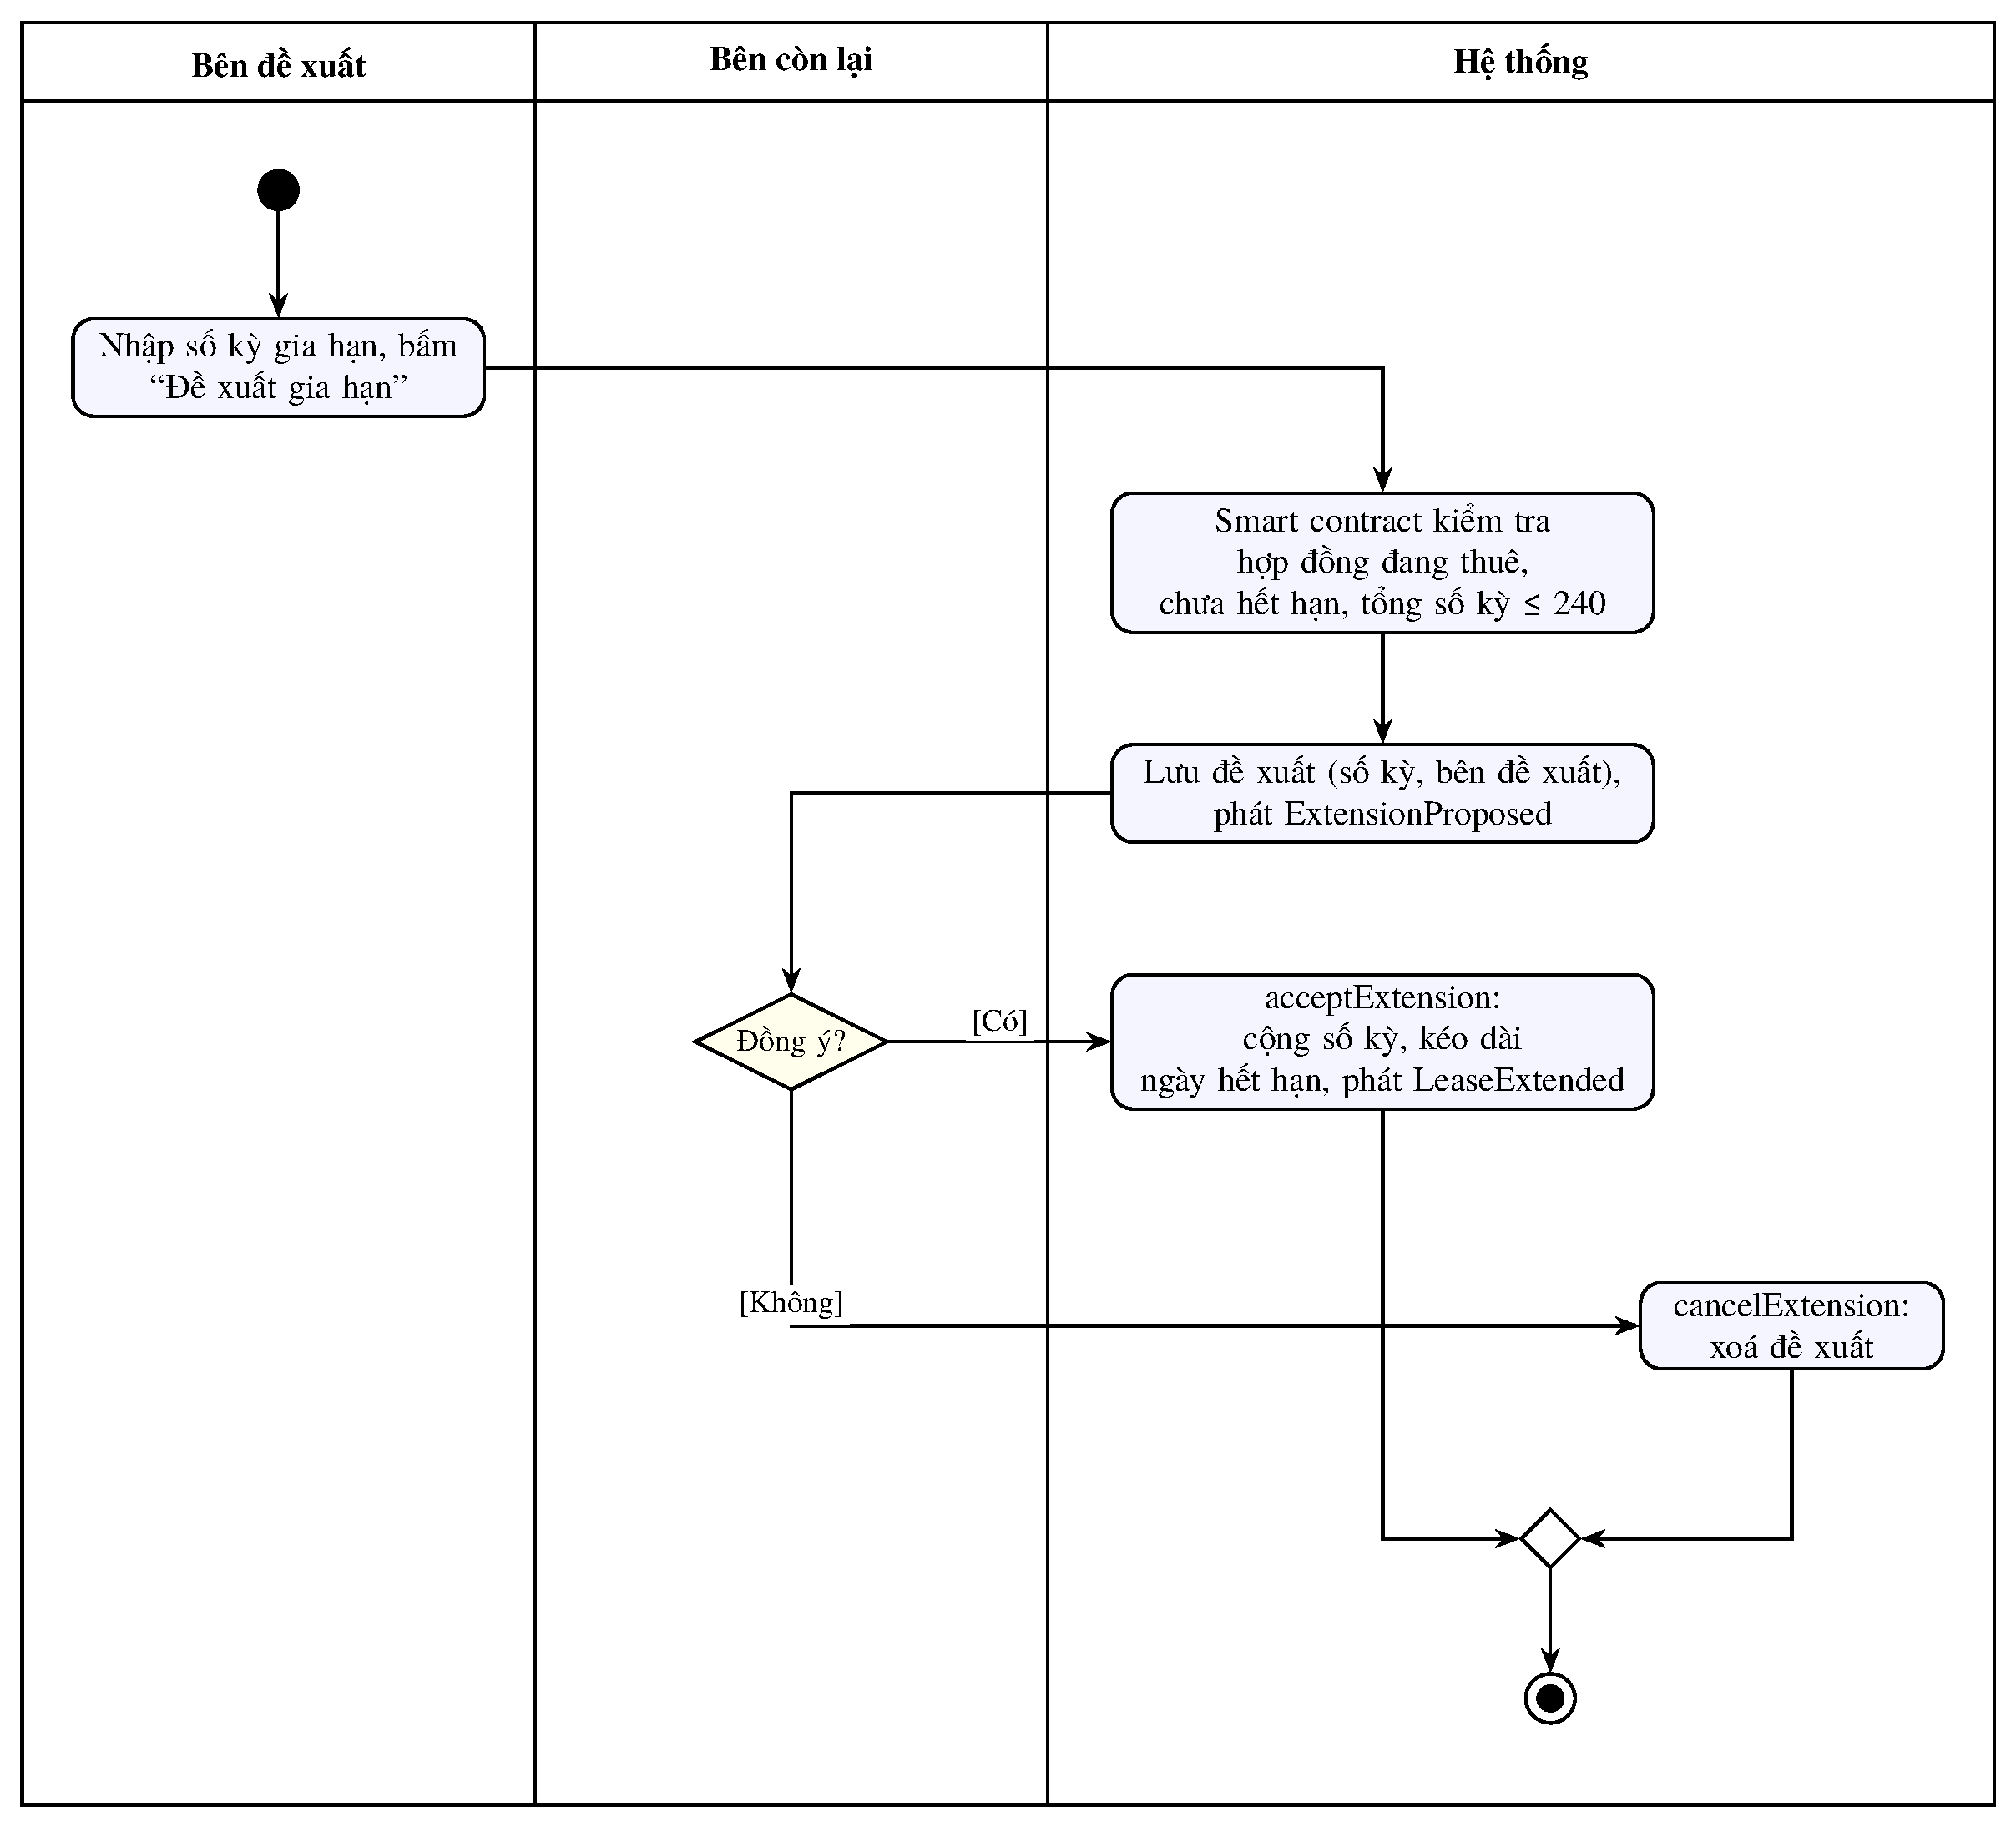 Bên đề xuất
Bên còn lại
Hệ thống
Nhập số kỳ gia hạn, bấm
“Đề xuất gia hạn”
Smart contract kiểm tra
hợp đồng đang thuê,
chưa hết hạn, tổng số kỳ ≤ 240
Lưu đề xuất (số kỳ, bên đề xuất),
phát ExtensionProposed
Đồng ý?
[Có]
acceptExtension:
cộng số kỳ, kéo dài
ngày hết hạn, phát LeaseExtended
[Không]
cancelExtension:
xoá đề xuất